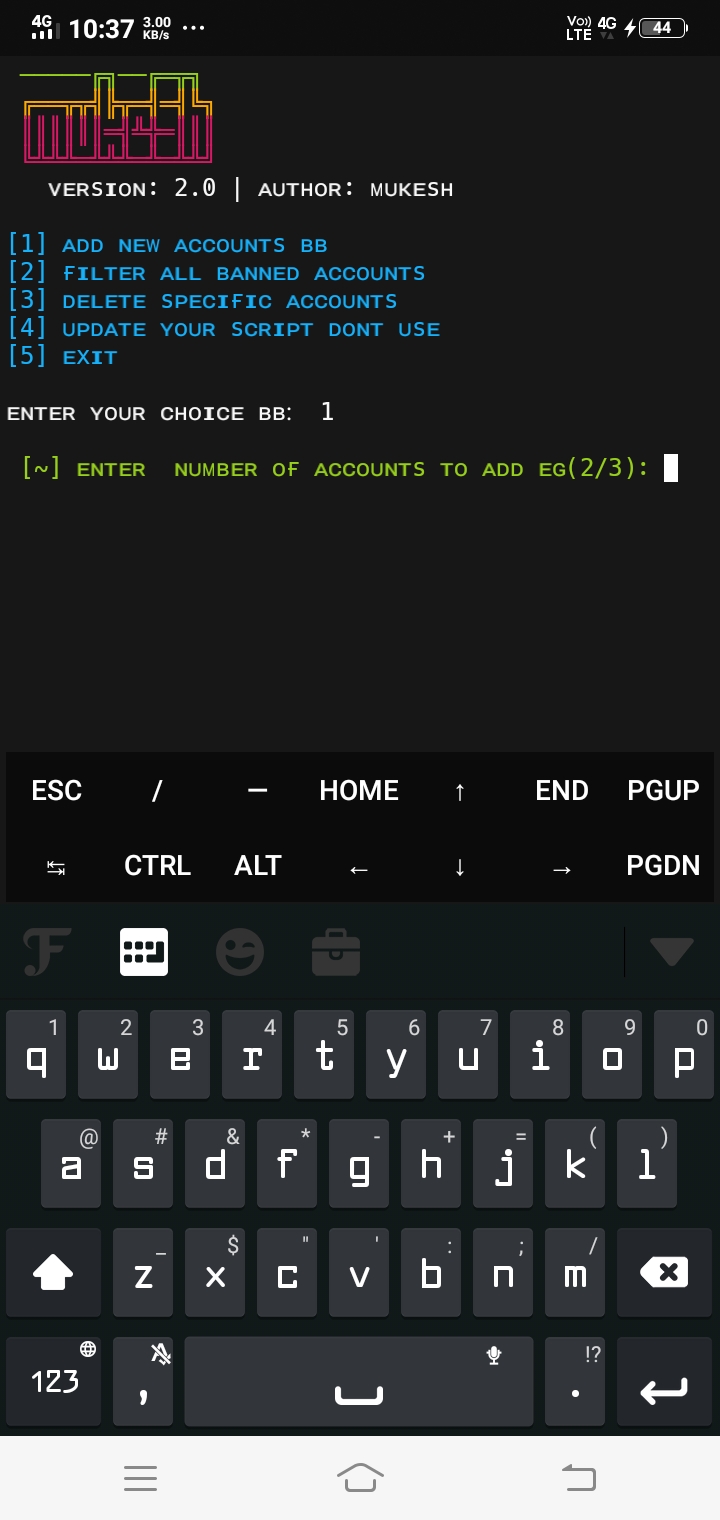 4G 10:37 3.00 KB/s ... Vo)) LTE 4G 44
VERSION: 2.0 | AUTHOR: MUKESH
[1] ADD NEW ACCOUNTS BB
[2] FILTER ALL BANNED ACCOUNTS
[3] DELETE SPECIFIC ACCOUNTS
[4] UPDATE YOUR SCRIPT DONT USE
[5] EXIT
ENTER YOUR CHOICE BB: 1
[~] ENTER NUMBER OF ACCOUNTS TO ADD EG(2/3):
ESC / — HOME ↑ END PGUP
↹ CTRL ALT ← ↓ → PGDN
1 2 3 4 5 6 7 8 9 0
q w e r t y u i o p
@ # & * - + = ( )
a s d f g h j k l
_ $ " ' : ; /
z x c v b n m
!?
123 , .